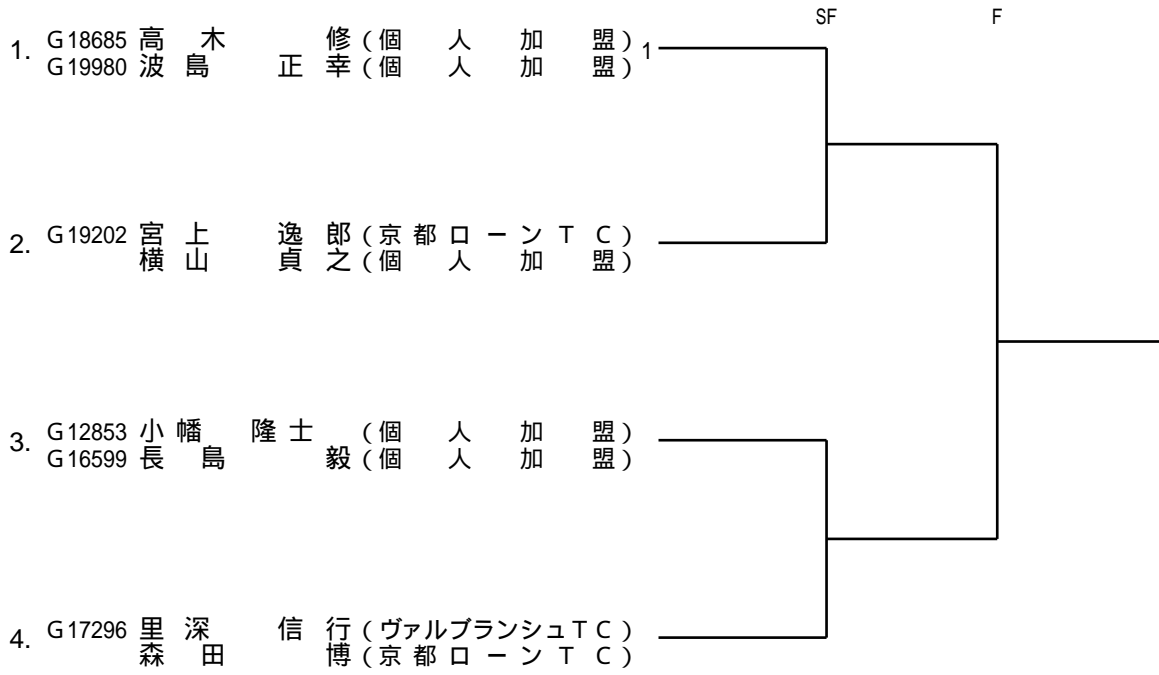 SF F
1. G18685 高木 修(個人加盟) 1
G19980 波島 正幸(個人加盟)
2. G19202 宮上 逸郎(京都ローンTC)
横山 貞之(個人加盟)
3. G12853 小幡 隆士 (個人加盟)
G16599 長島 毅(個人加盟)
4. G17296 里深 信行(ヴァルブランシュTC)
森田 博(京都ローンTC)